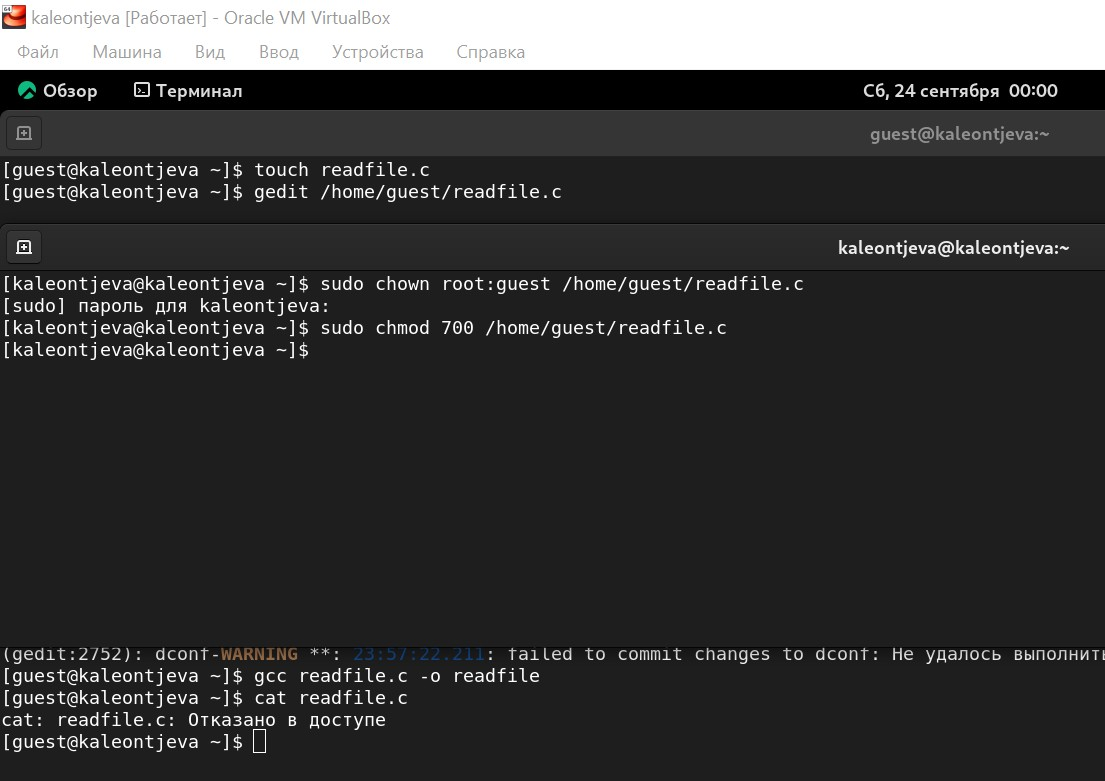 kaleontjeva [Работает] - Oracle VM VirtualBox
Файл Машина Вид Ввод Устройства Справка
Обзор Терминал Сб, 24 сентября 00:00
guest@kaleontjeva:~
[guest@kaleontjeva ~]$ touch readfile.c
[guest@kaleontjeva ~]$ gedit /home/guest/readfile.c
kaleontjeva@kaleontjeva:~
[kaleontjeva@kaleontjeva ~]$ sudo chown root:guest /home/guest/readfile.c
[sudo] пароль для kaleontjeva:
[kaleontjeva@kaleontjeva ~]$ sudo chmod 700 /home/guest/readfile.c
[kaleontjeva@kaleontjeva ~]$
(gedit:2752): dconf-WARNING **: 23:57:22.211: failed to commit changes to dconf: Не удалось выполнить
[guest@kaleontjeva ~]$ gcc readfile.c -o readfile
[guest@kaleontjeva ~]$ cat readfile.c
cat: readfile.c: Отказано в доступе
[guest@kaleontjeva ~]$